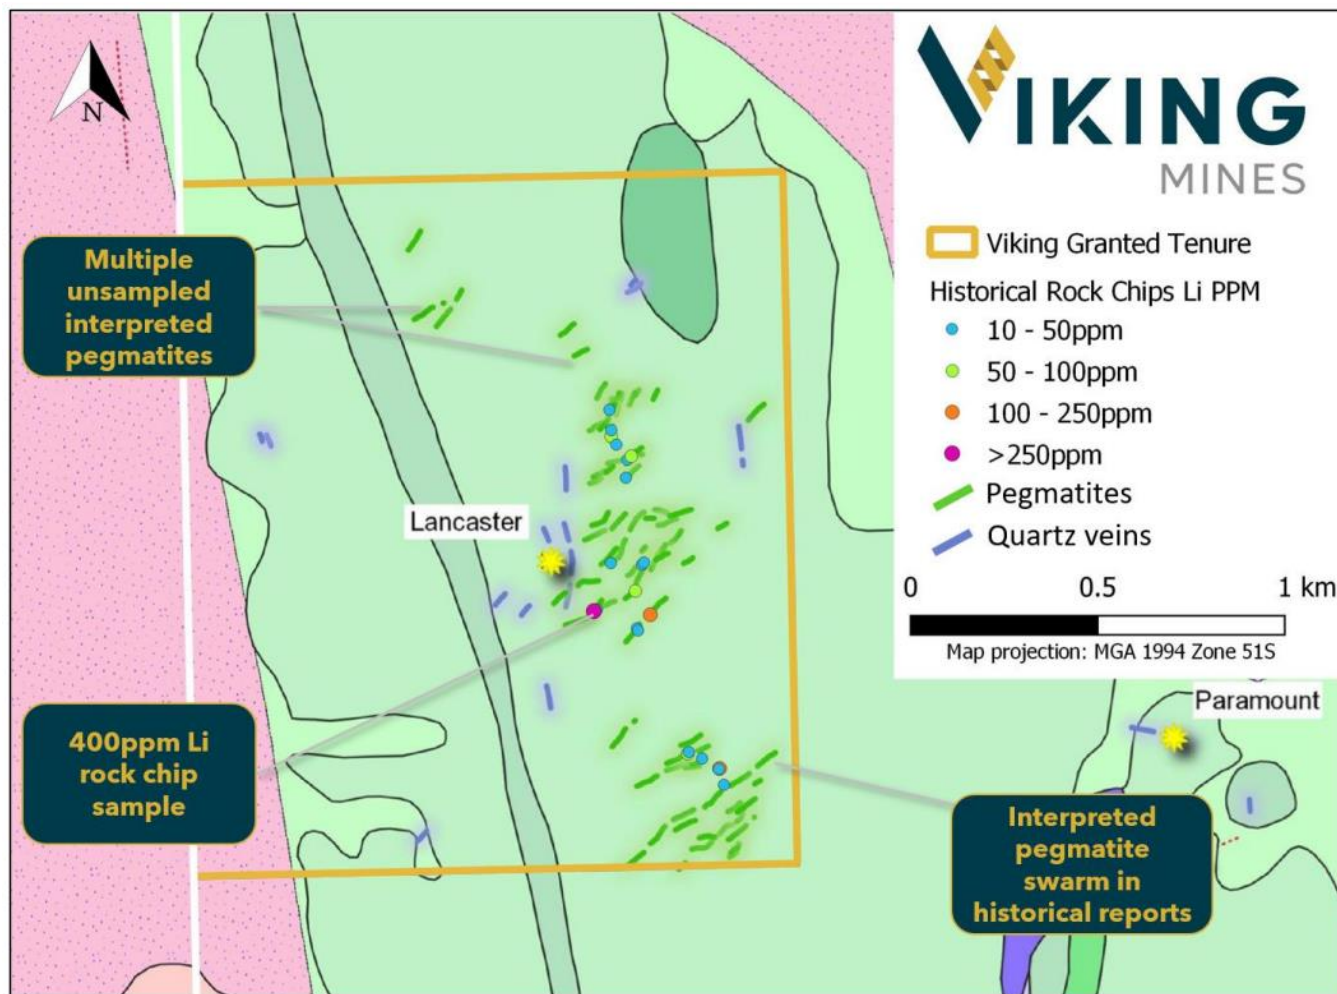 VIKING
MINES
N
Viking Granted Tenure
Historical Rock Chips Li PPM
10 - 50ppm
50 - 100ppm
100 - 250ppm
>250ppm
Pegmatites
Quartz veins
0 0.5 1 km
Map projection: MGA 1994 Zone 51S
Multiple
unsampled
interpreted
pegmatites
Lancaster
Paramount
400ppm Li
rock chip
sample
Interpreted
pegmatite
swarm in
historical reports